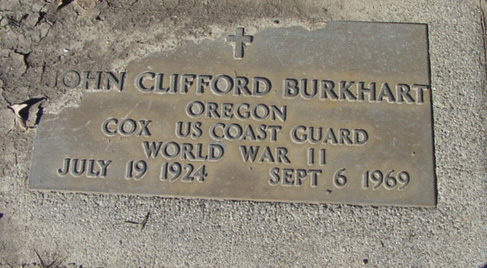 JOHN CLIFFORD BURKHART
OREGON
COX US COAST GUARD
WORLD WAR II
JULY 19 1924 SEPT 6 1969